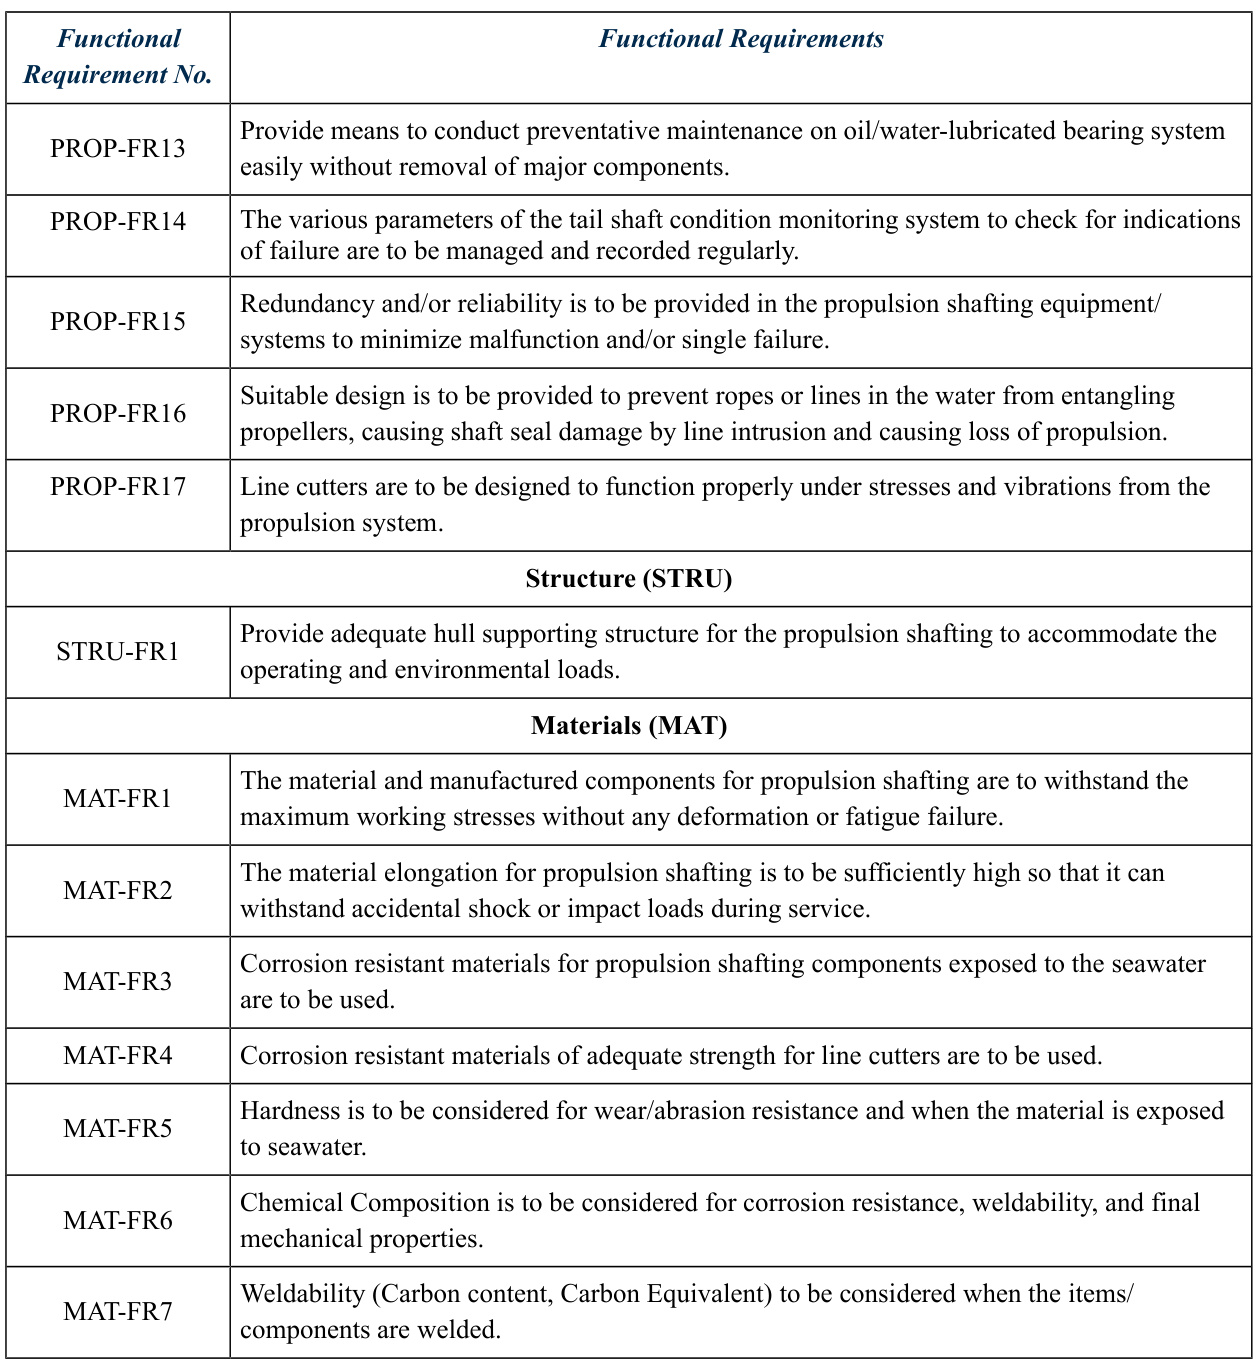 Functional
Requirement No.
Functional Requirements
PROP-FR13
Provide means to conduct preventative maintenance on oil/water-lubricated bearing system
easily without removal of major components.
PROP-FR14
The various parameters of the tail shaft condition monitoring system to check for indications
of failure are to be managed and recorded regularly.
PROP-FR15
Redundancy and/or reliability is to be provided in the propulsion shafting equipment/
systems to minimize malfunction and/or single failure.
PROP-FR16
Suitable design is to be provided to prevent ropes or lines in the water from entangling
propellers, causing shaft seal damage by line intrusion and causing loss of propulsion.
PROP-FR17
Line cutters are to be designed to function properly under stresses and vibrations from the
propulsion system.
Structure (STRU)
STRU-FR1
Provide adequate hull supporting structure for the propulsion shafting to accommodate the
operating and environmental loads.
Materials (MAT)
MAT-FR1
The material and manufactured components for propulsion shafting are to withstand the
maximum working stresses without any deformation or fatigue failure.
MAT-FR2
The material elongation for propulsion shafting is to be sufficiently high so that it can
withstand accidental shock or impact loads during service.
MAT-FR3
Corrosion resistant materials for propulsion shafting components exposed to the seawater
are to be used.
MAT-FR4
Corrosion resistant materials of adequate strength for line cutters are to be used.
MAT-FR5
Hardness is to be considered for wear/abrasion resistance and when the material is exposed
to seawater.
MAT-FR6
Chemical Composition is to be considered for corrosion resistance, weldability, and final
mechanical properties.
MAT-FR7
Weldability (Carbon content, Carbon Equivalent) to be considered when the items/
components are welded.